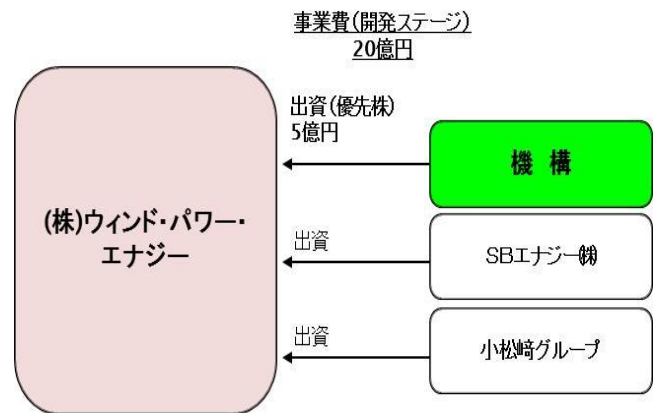 事業費(開発ステージ)
20億円
出資(優先株)
5億円
機 構
(株)ウィンド・パワー・
エナジー
出資
SBエナジー㈱
出資
小松﨑グループ